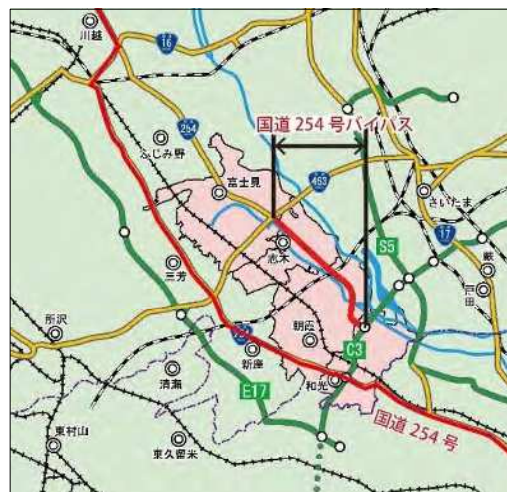 川越
16
254
ふじみ野
国道 254 号バイパス
富士見
463
さいたま
17
志木
S5
蕨
戸田
三芳
所沢
朝霞
新座
C3
和光
清瀬
E17
国道 254 号
東村山
東久留米